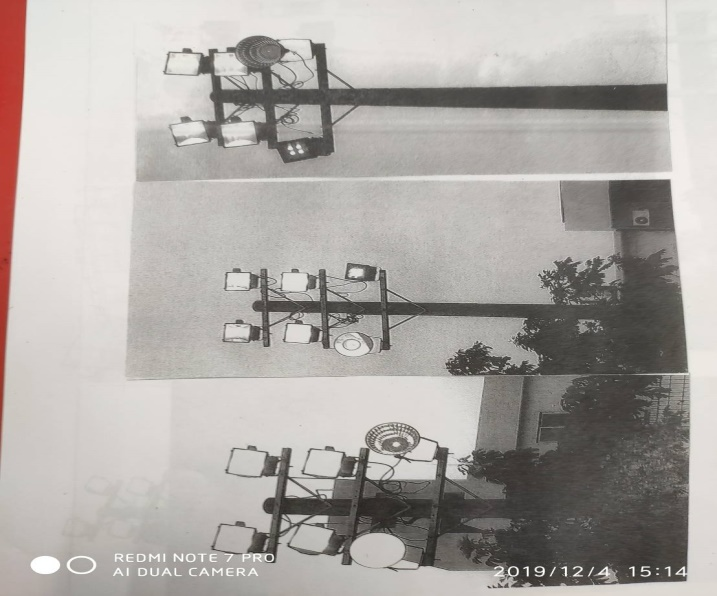 REDMI NOTE 7 PRO
AI DUAL CAMERA
2019/12/4 15:14